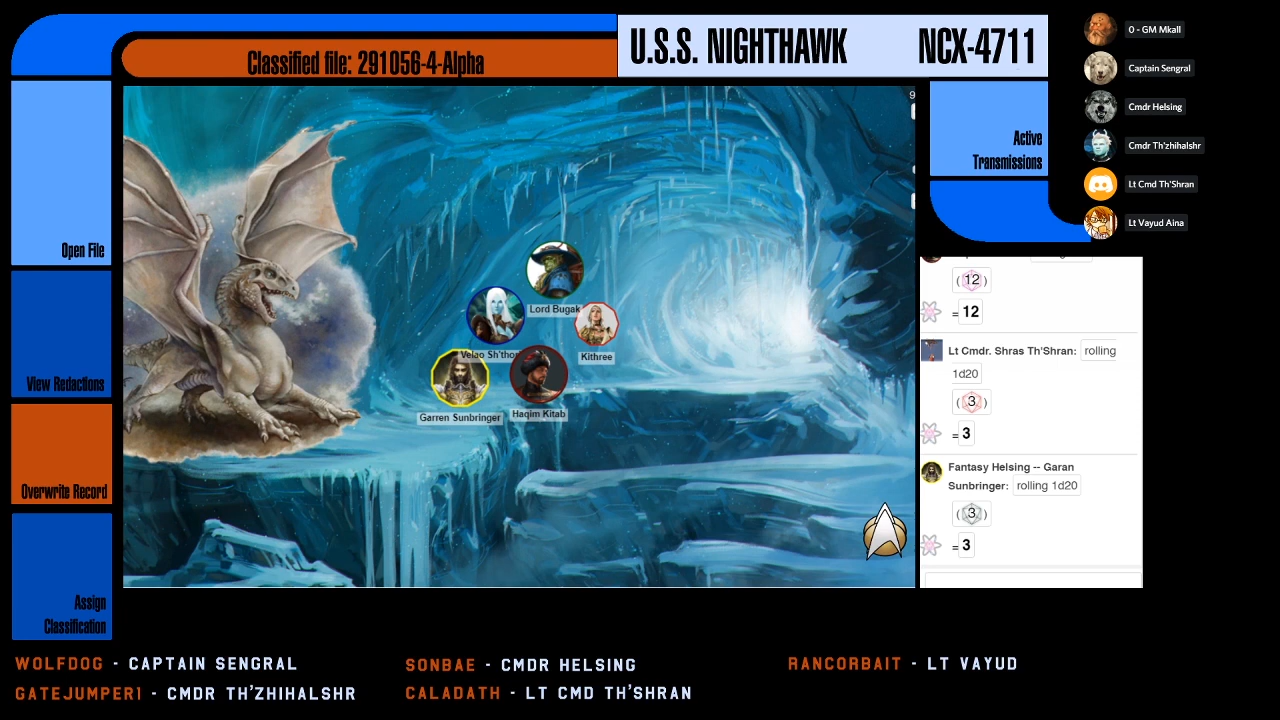 Classified file: 291056-4-Alpha
U.S.S. NIGHTHAWK NCX-4711
0 - GM Mkall
Captain Sengral
Cmdr Helsing
Cmdr Th'zhihalshr
Lt Cmd Th'Shran
Lt Vayud Aina
Active
Transmissions
Open File
View Redactions
Overwrite Record
Assign
Classification
9
Lord Bugak
Velao Sh'thor
Kithree
Garren Sunbringer
Haqim Kitab
(12)
=12
Lt Cmdr. Shras Th'Shran: rolling
1d20
(3)
=3
Fantasy Helsing -- Garan
Sunbringer: rolling 1d20
(3)
=3
WOLFDOG - CAPTAIN SENGRAL
SONBAE - CMDR HELSING
RANCORBAIT - LT VAYUD
GATEJUMPER1 - CMDR TH'ZHIHALSHR
CALADATH - LT CMD TH'SHRAN